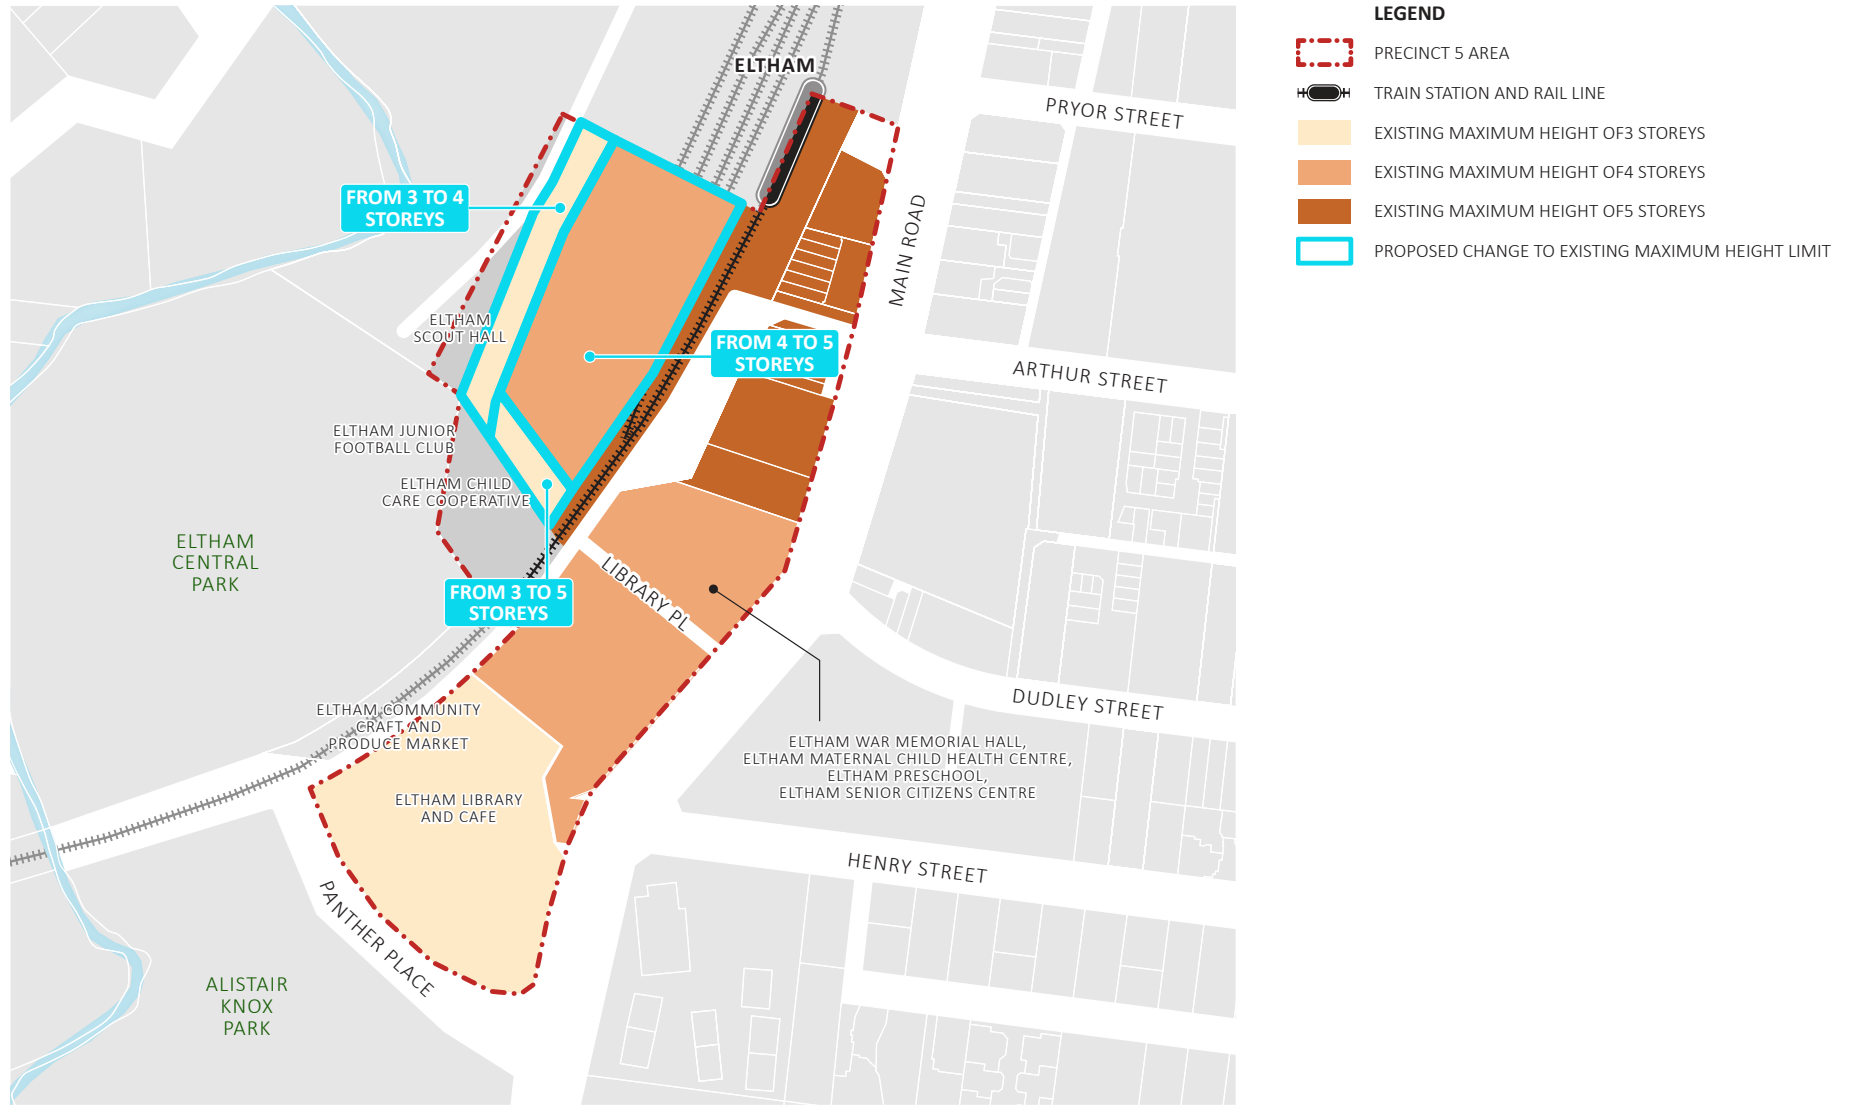 ELTHAM
PRYOR STREET
FROM 3 TO 4
STOREYS
MAIN ROAD
ELTHAM
SCOUT HALL
FROM 4 TO 5
STOREYS
ARTHUR STREET
ELTHAM JUNIOR
FOOTBALL CLUB
ELTHAM CHILD
CARE COOPERATIVE
ELTHAM
CENTRAL
PARK
FROM 3 TO 5
STOREYS
LIBRARY PL
DUDLEY STREET
ELTHAM COMMUNITY
CRAFT AND
PRODUCE MARKET
ELTHAM WAR MEMORIAL HALL,
ELTHAM MATERNAL CHILD HEALTH CENTRE,
ELTHAM PRESCHOOL,
ELTHAM SENIOR CITIZENS CENTRE
ELTHAM LIBRARY
AND CAFE
HENRY STREET
PANTHER PLACE
ALISTAIR
KNOX
PARK
LEGEND
PRECINCT 5 AREA
TRAIN STATION AND RAIL LINE
EXISTING MAXIMUM HEIGHT OF3 STOREYS
EXISTING MAXIMUM HEIGHT OF4 STOREYS
EXISTING MAXIMUM HEIGHT OF5 STOREYS
PROPOSED CHANGE TO EXISTING MAXIMUM HEIGHT LIMIT